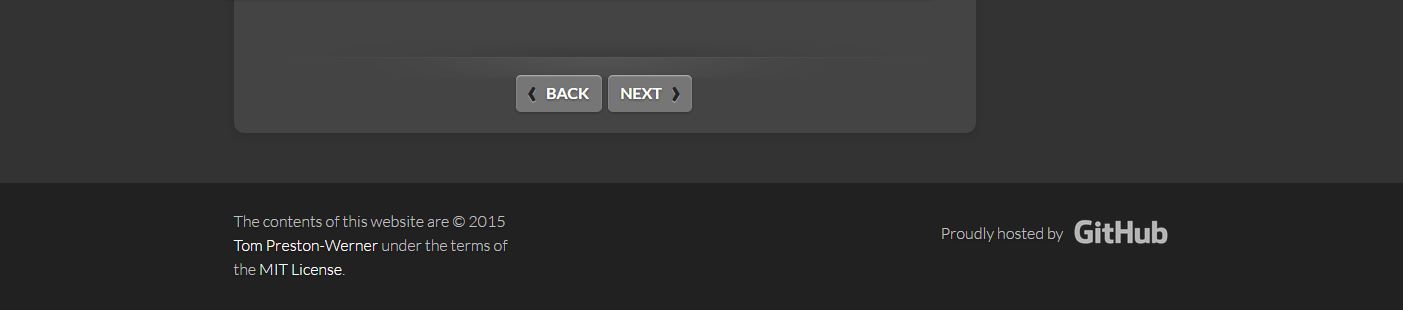 BACK NEXT
The contents of this website are © 2015
Tom Preston-Werner under the terms of
the MIT License.
Proudly hosted by GitHub